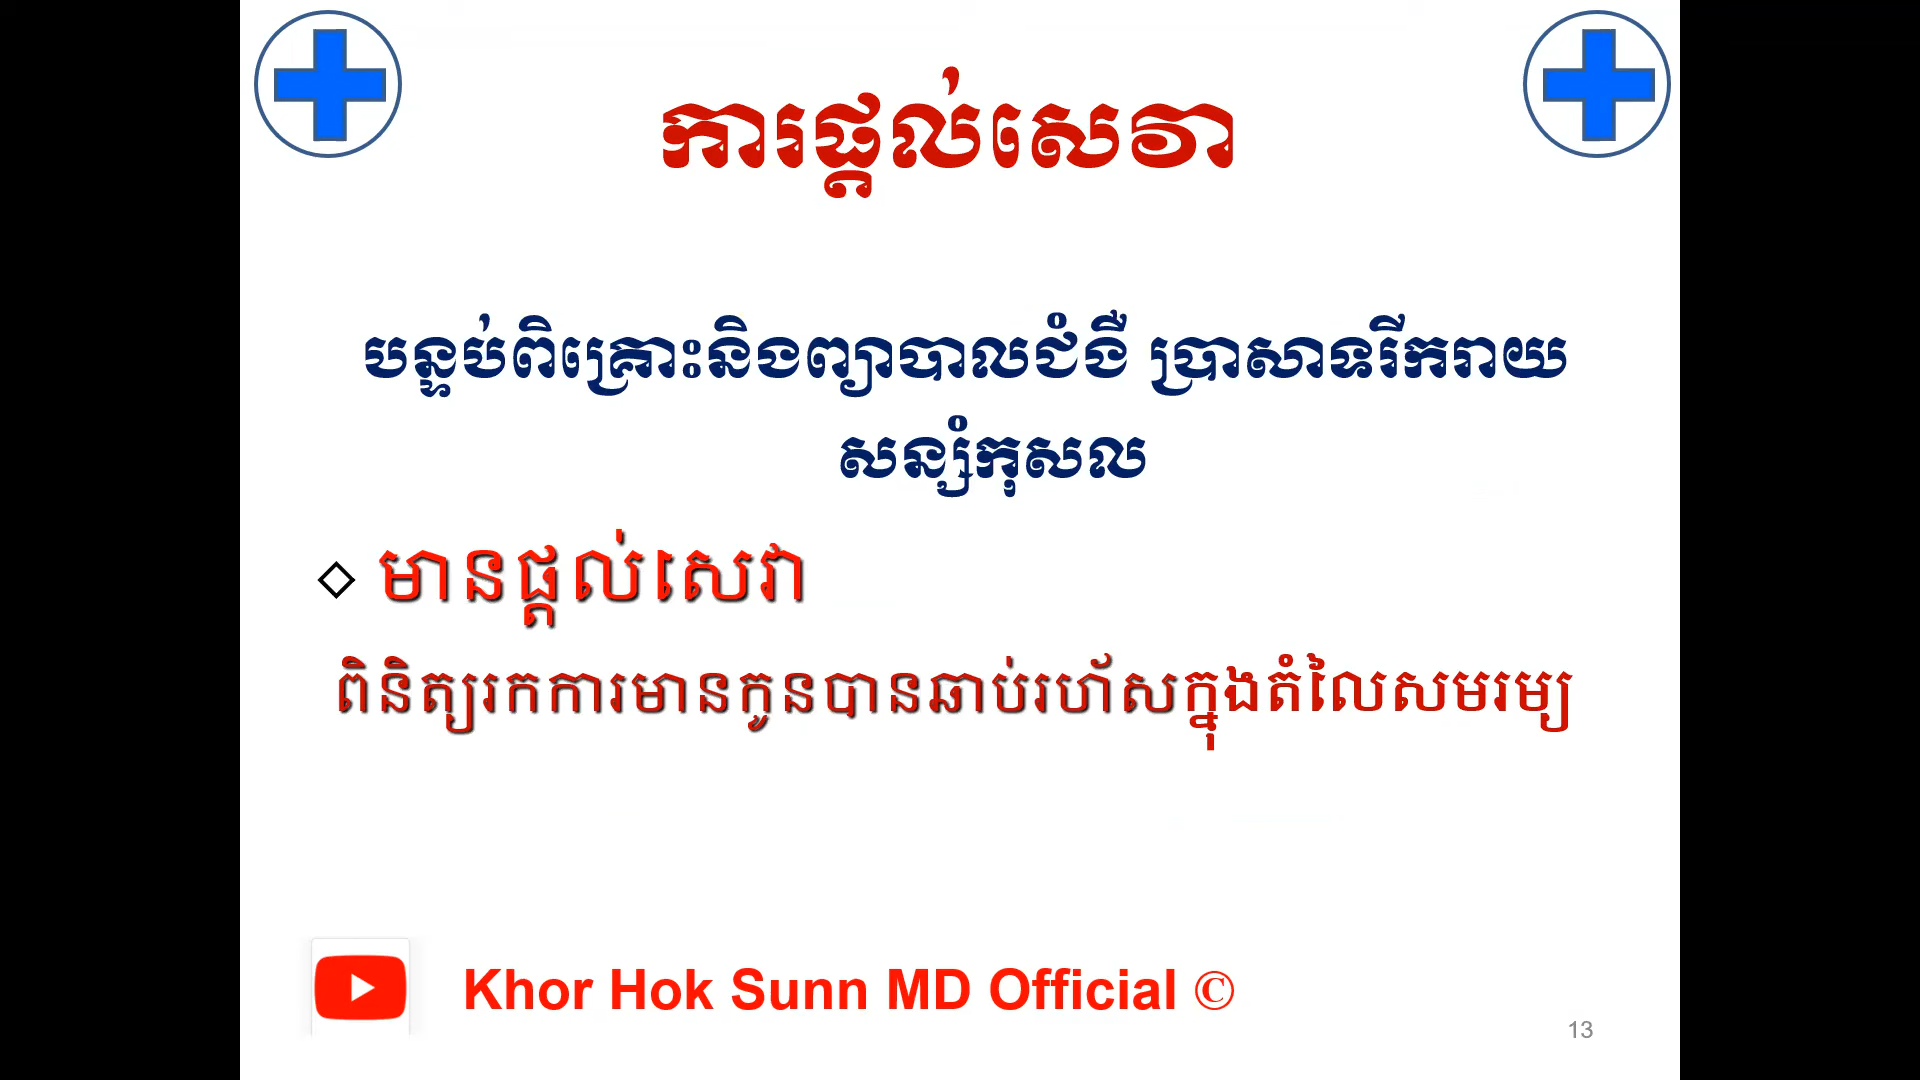 ការផ្តល់សេវា
បន្ទប់ពិគ្រោះនិងព្យាបាលជំងឺ ប្រាសាទរីករាយ
សន្សំកុសល
មានផ្តល់សេវា
ពិនិត្យរកការមានកូនបានឆាប់រហ័សក្នុងតំលៃសមរម្យ
Khor Hok Sunn MD Official ©
13